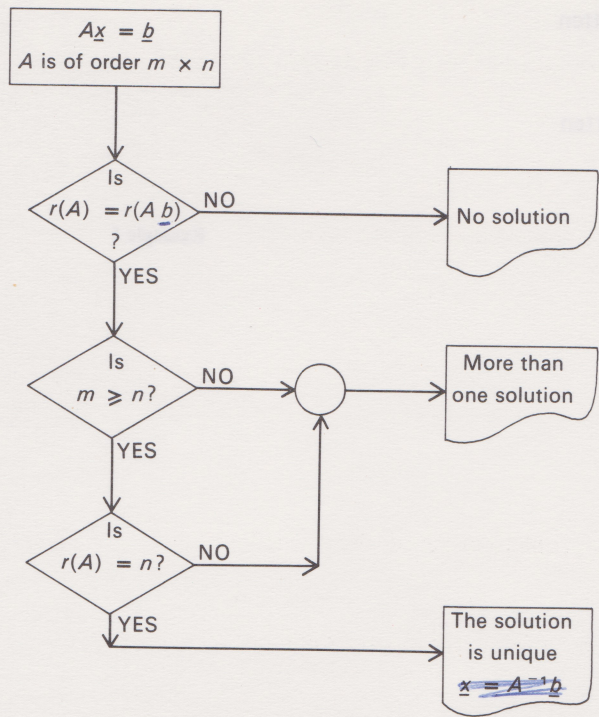 Ax = b
A is of order m × n
Is
r(A) = r(A b)
?
NO
No solution
YES
Is
m ⩾ n?
NO
More than
one solution
YES
Is
r(A) = n?
NO
YES
The solution
is unique
x = A⁻¹b